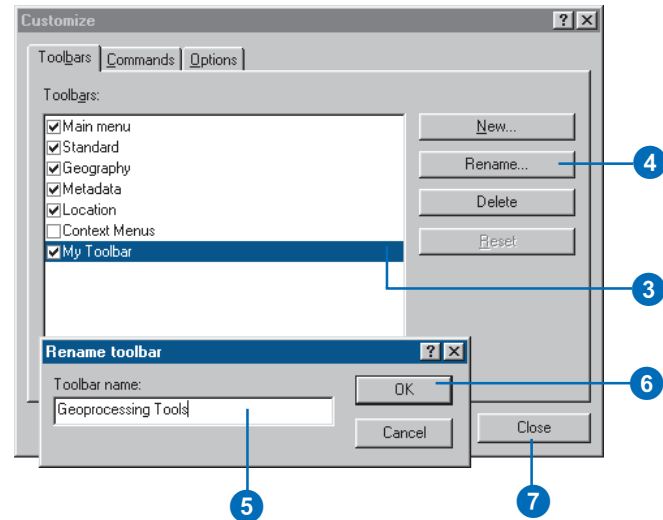 Customize
Toolbars
Commands
Options
Toolbars:
Main menu
Standard
Geography
Metadata
Location
Context Menus
My Toolbar
New...
Rename...
4
Delete
Reset
3
Rename toolbar
Toolbar name:
Geoprocessing Tools
OK
6
Cancel
Close
5
7